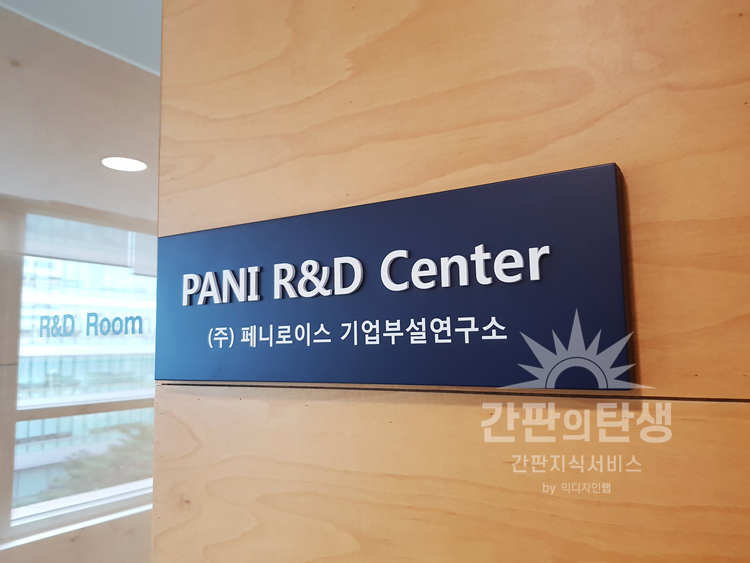 PANI R&D Center
(주) 페니로이스 기업부설연구소
R&D Room
간판의탄생
간판지식서비스
by 믹디자인랩